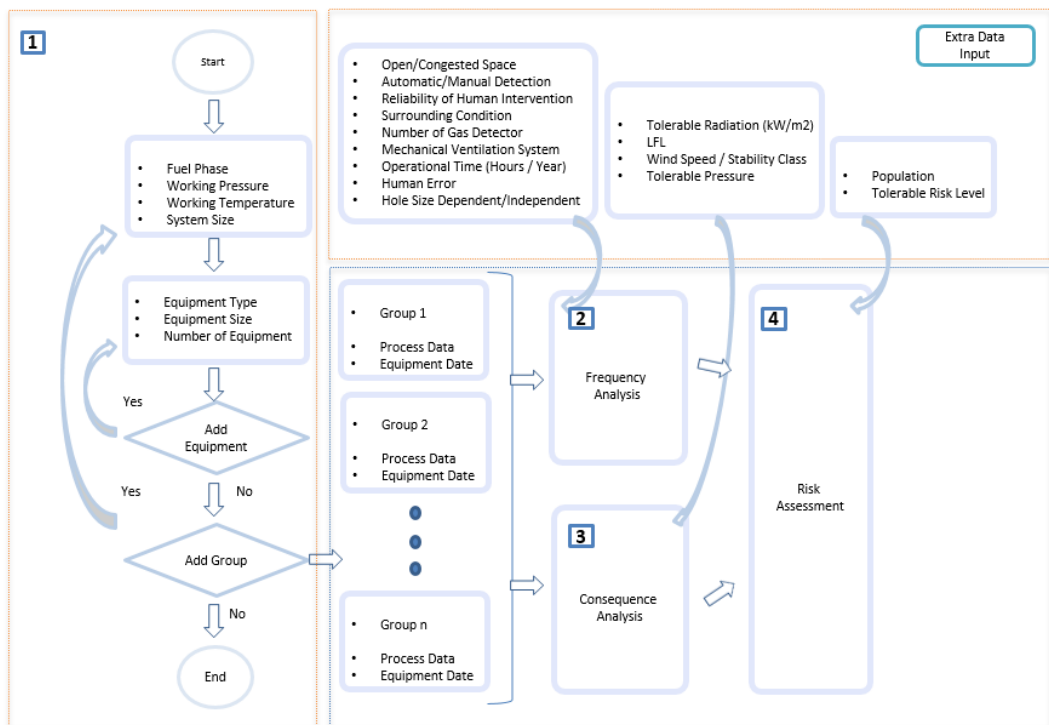 1
Start
• Fuel Phase
• Working Pressure
• Working Temperature
• System Size
• Equipment Type
• Equipment Size
• Number of Equipment
Yes
Add
Equipment
Yes
No
Add Group
No
End
Extra Data
Input
• Open/Congested Space
• Automatic/Manual Detection
• Reliability of Human Intervention
• Surrounding Condition
• Number of Gas Detector
• Mechanical Ventilation System
• Operational Time (Hours / Year)
• Human Error
• Hole Size Dependent/Independent
• Tolerable Radiation (kW/m2)
• LFL
• Wind Speed / Stability Class
• Tolerable Pressure
• Population
• Tolerable Risk Level
• Group 1
• Process Data
• Equipment Date
• Group 2
• Process Data
• Equipment Date
• Group n
• Process Data
• Equipment Date
2
Frequency
Analysis
3
Consequence
Analysis
4
Risk
Assessment